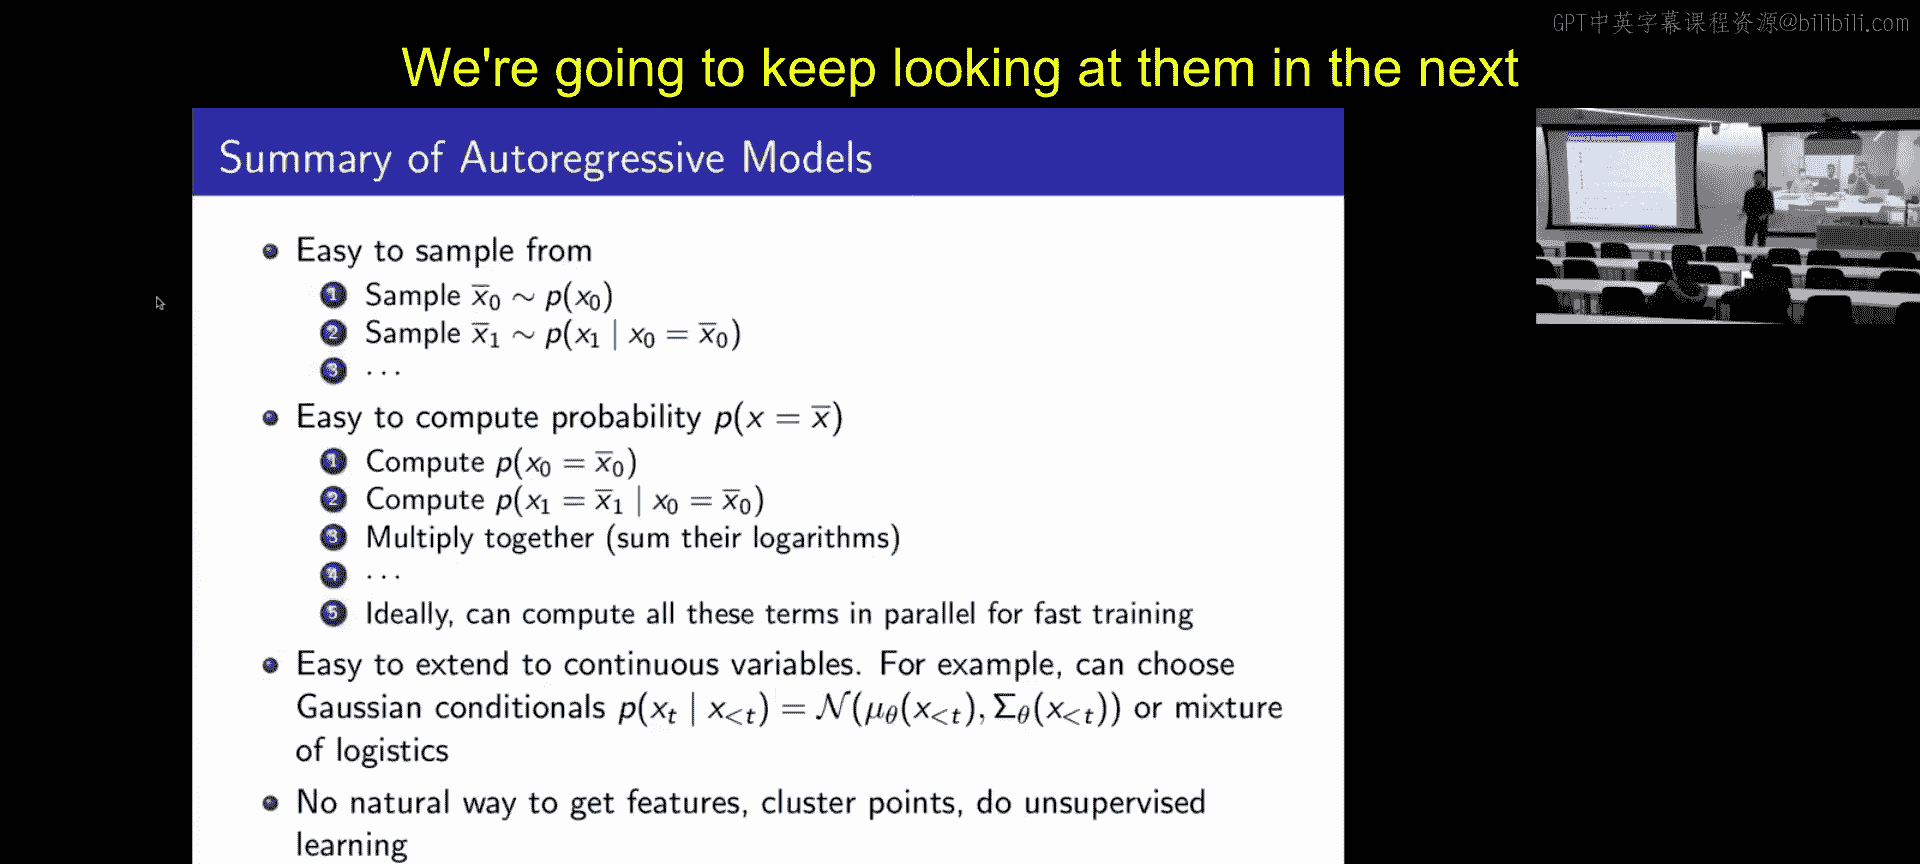 GPT中英字幕课程资源@bilibili.com
We're going to keep looking at them in the next
Summary of Autoregressive Models
Easy to sample from
1 Sample x̅₀ ∼ p(x₀)
2 Sample x̅₁ ∼ p(x₁ | x₀ = x̅₀)
3 · · ·
Easy to compute probability p(x = x̅)
1 Compute p(x₀ = x̅₀)
2 Compute p(x₁ = x̅₁ | x₀ = x̅₀)
3 Multiply together (sum their logarithms)
4 · · ·
5 Ideally, can compute all these terms in parallel for fast training
Easy to extend to continuous variables. For example, can choose
Gaussian conditionals p(xₜ | x<ₜ) = 𝒩(μ_θ(x<ₜ), Σ_θ(x<ₜ)) or mixture
of logistics
No natural way to get features, cluster points, do unsupervised
learning